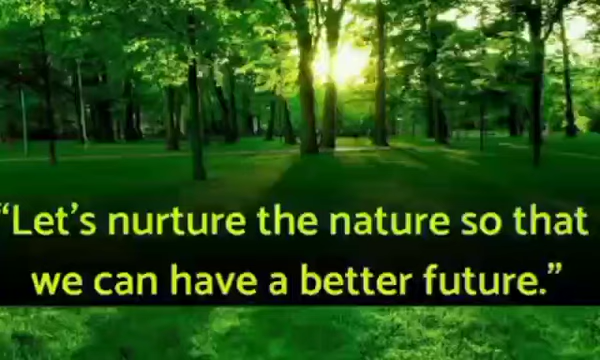 “Let’s nurture the nature so that
we can have a better future.”